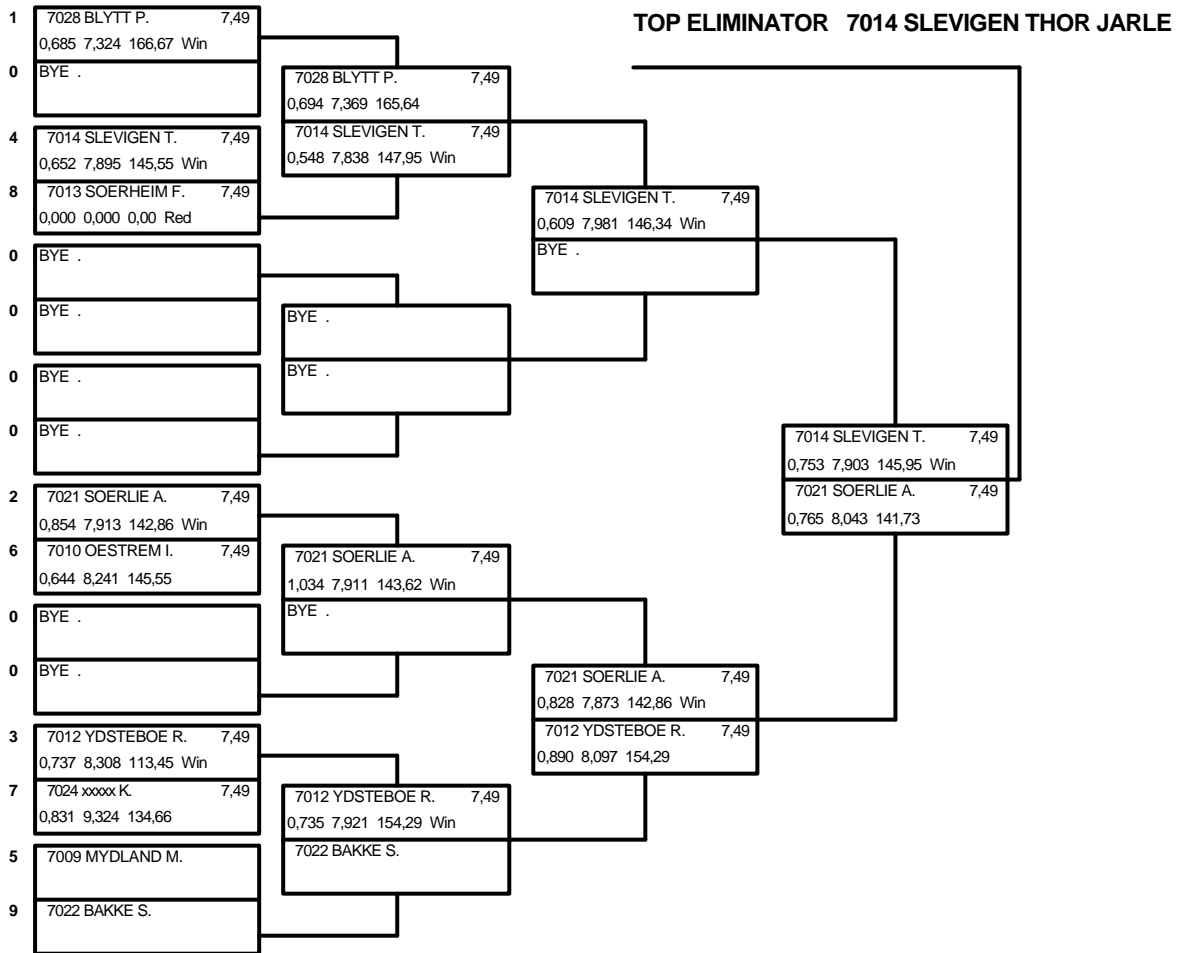 TOP ELIMINATOR 7014 SLEVIGEN THOR JARLE
1 7028 BLYTT P. 7,49
0,685 7,324 166,67 Win
0 BYE .
4 7014 SLEVIGEN T. 7,49
0,652 7,895 145,55 Win
8 7013 SOERHEIM F. 7,49
0,000 0,000 0,00 Red
0 BYE .
0 BYE .
0 BYE .
0 BYE .
2 7021 SOERLIE A. 7,49
0,854 7,913 142,86 Win
6 7010 OESTREM I. 7,49
0,644 8,241 145,55
0 BYE .
0 BYE .
3 7012 YDSTEBOE R. 7,49
0,737 8,308 113,45 Win
7 7024 xxxxx K. 7,49
0,831 9,324 134,66
5 7009 MYDLAND M.
9 7022 BAKKE S.
7028 BLYTT P. 7,49
0,694 7,369 165,64
7014 SLEVIGEN T. 7,49
0,548 7,838 147,95 Win
BYE .
BYE .
7021 SOERLIE A. 7,49
1,034 7,911 143,62 Win
BYE .
7012 YDSTEBOE R. 7,49
0,735 7,921 154,29 Win
7022 BAKKE S.
7014 SLEVIGEN T. 7,49
0,609 7,981 146,34 Win
BYE .
7021 SOERLIE A. 7,49
0,828 7,873 142,86 Win
7012 YDSTEBOE R. 7,49
0,890 8,097 154,29
7014 SLEVIGEN T. 7,49
0,753 7,903 145,95 Win
7021 SOERLIE A. 7,49
0,765 8,043 141,73